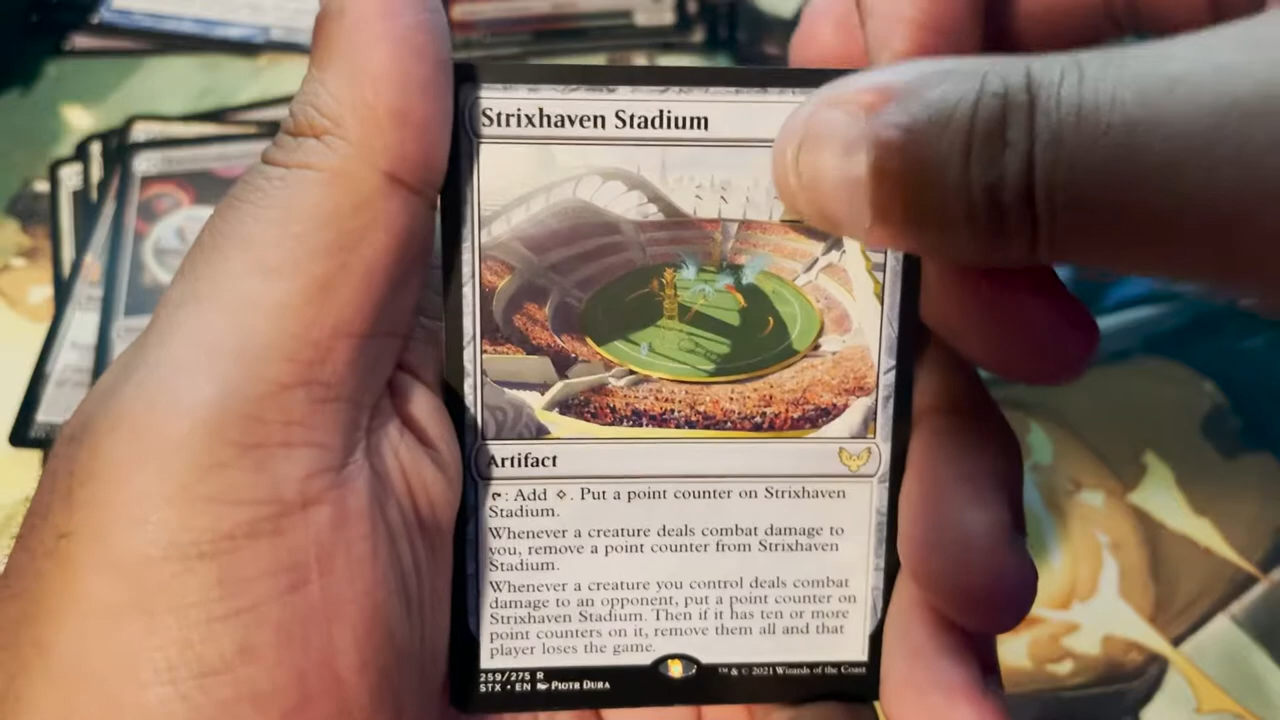 Strixhaven Stadium
Artifact
: Add . Put a point counter on Strixhaven
Stadium.
Whenever a creature deals combat damage to
you, remove a point counter from Strixhaven
Stadium.
Whenever a creature you control deals combat
damage to an opponent, put a point counter on
Strixhaven Stadium. Then if it has ten or more
point counters on it, remove them all and that
player loses the game.
259/275 R
STX • EN Piotr Dura
™ & © 2021 Wizards of the Coast